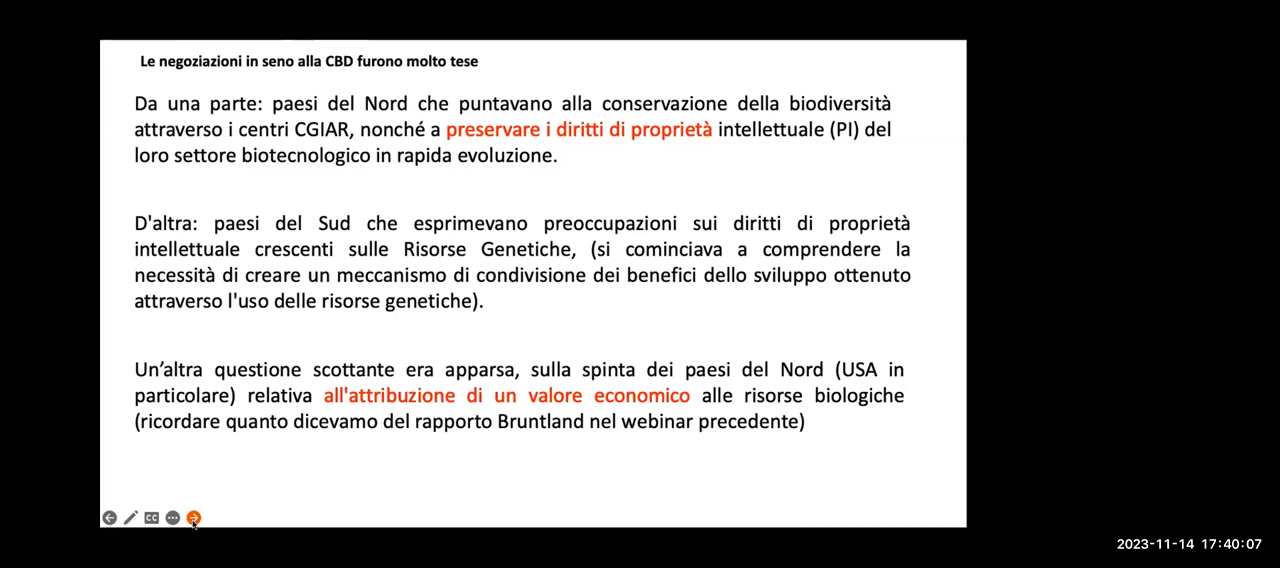 Le negoziazioni in seno alla CBD furono molto tese
Da una parte: paesi del Nord che puntavano alla conservazione della biodiversità
attraverso i centri CGIAR, nonché a preservare i diritti di proprietà intellettuale (PI) del
loro settore biotecnologico in rapida evoluzione.
D'altra: paesi del Sud che esprimevano preoccupazioni sui diritti di proprietà
intellettuale crescenti sulle Risorse Genetiche, (si cominciava a comprendere la
necessità di creare un meccanismo di condivisione dei benefici dello sviluppo ottenuto
attraverso l'uso delle risorse genetiche).
Un’altra questione scottante era apparsa, sulla spinta dei paesi del Nord (USA in
particolare) relativa all'attribuzione di un valore economico alle risorse biologiche
(ricordare quanto dicevamo del rapporto Bruntland nel webinar precedente)
CC
2023-11-14 17:40:07